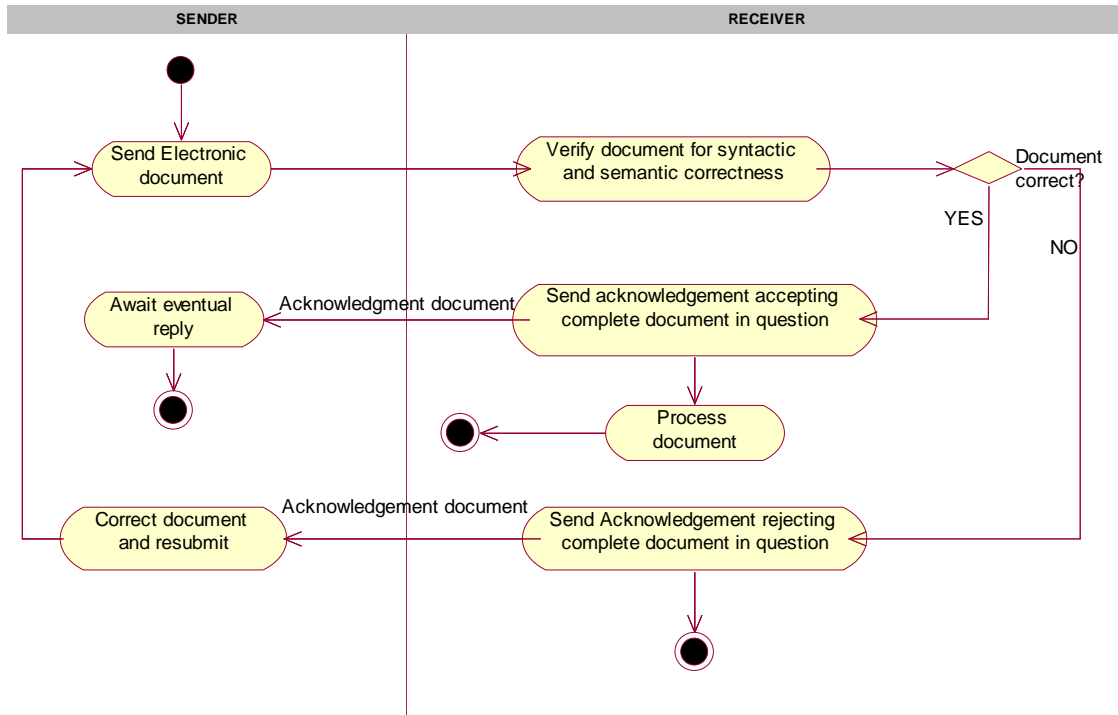 SENDER
RECEIVER
Send Electronic
document
Verify document for syntactic
and semantic correctness
Document
correct?
YES
NO
Await eventual
reply
Acknowledgment document
Send acknowledgement accepting
complete document in question
Process
document
Correct document
and resubmit
Acknowledgement document
Send Acknowledgement rejecting
complete document in question